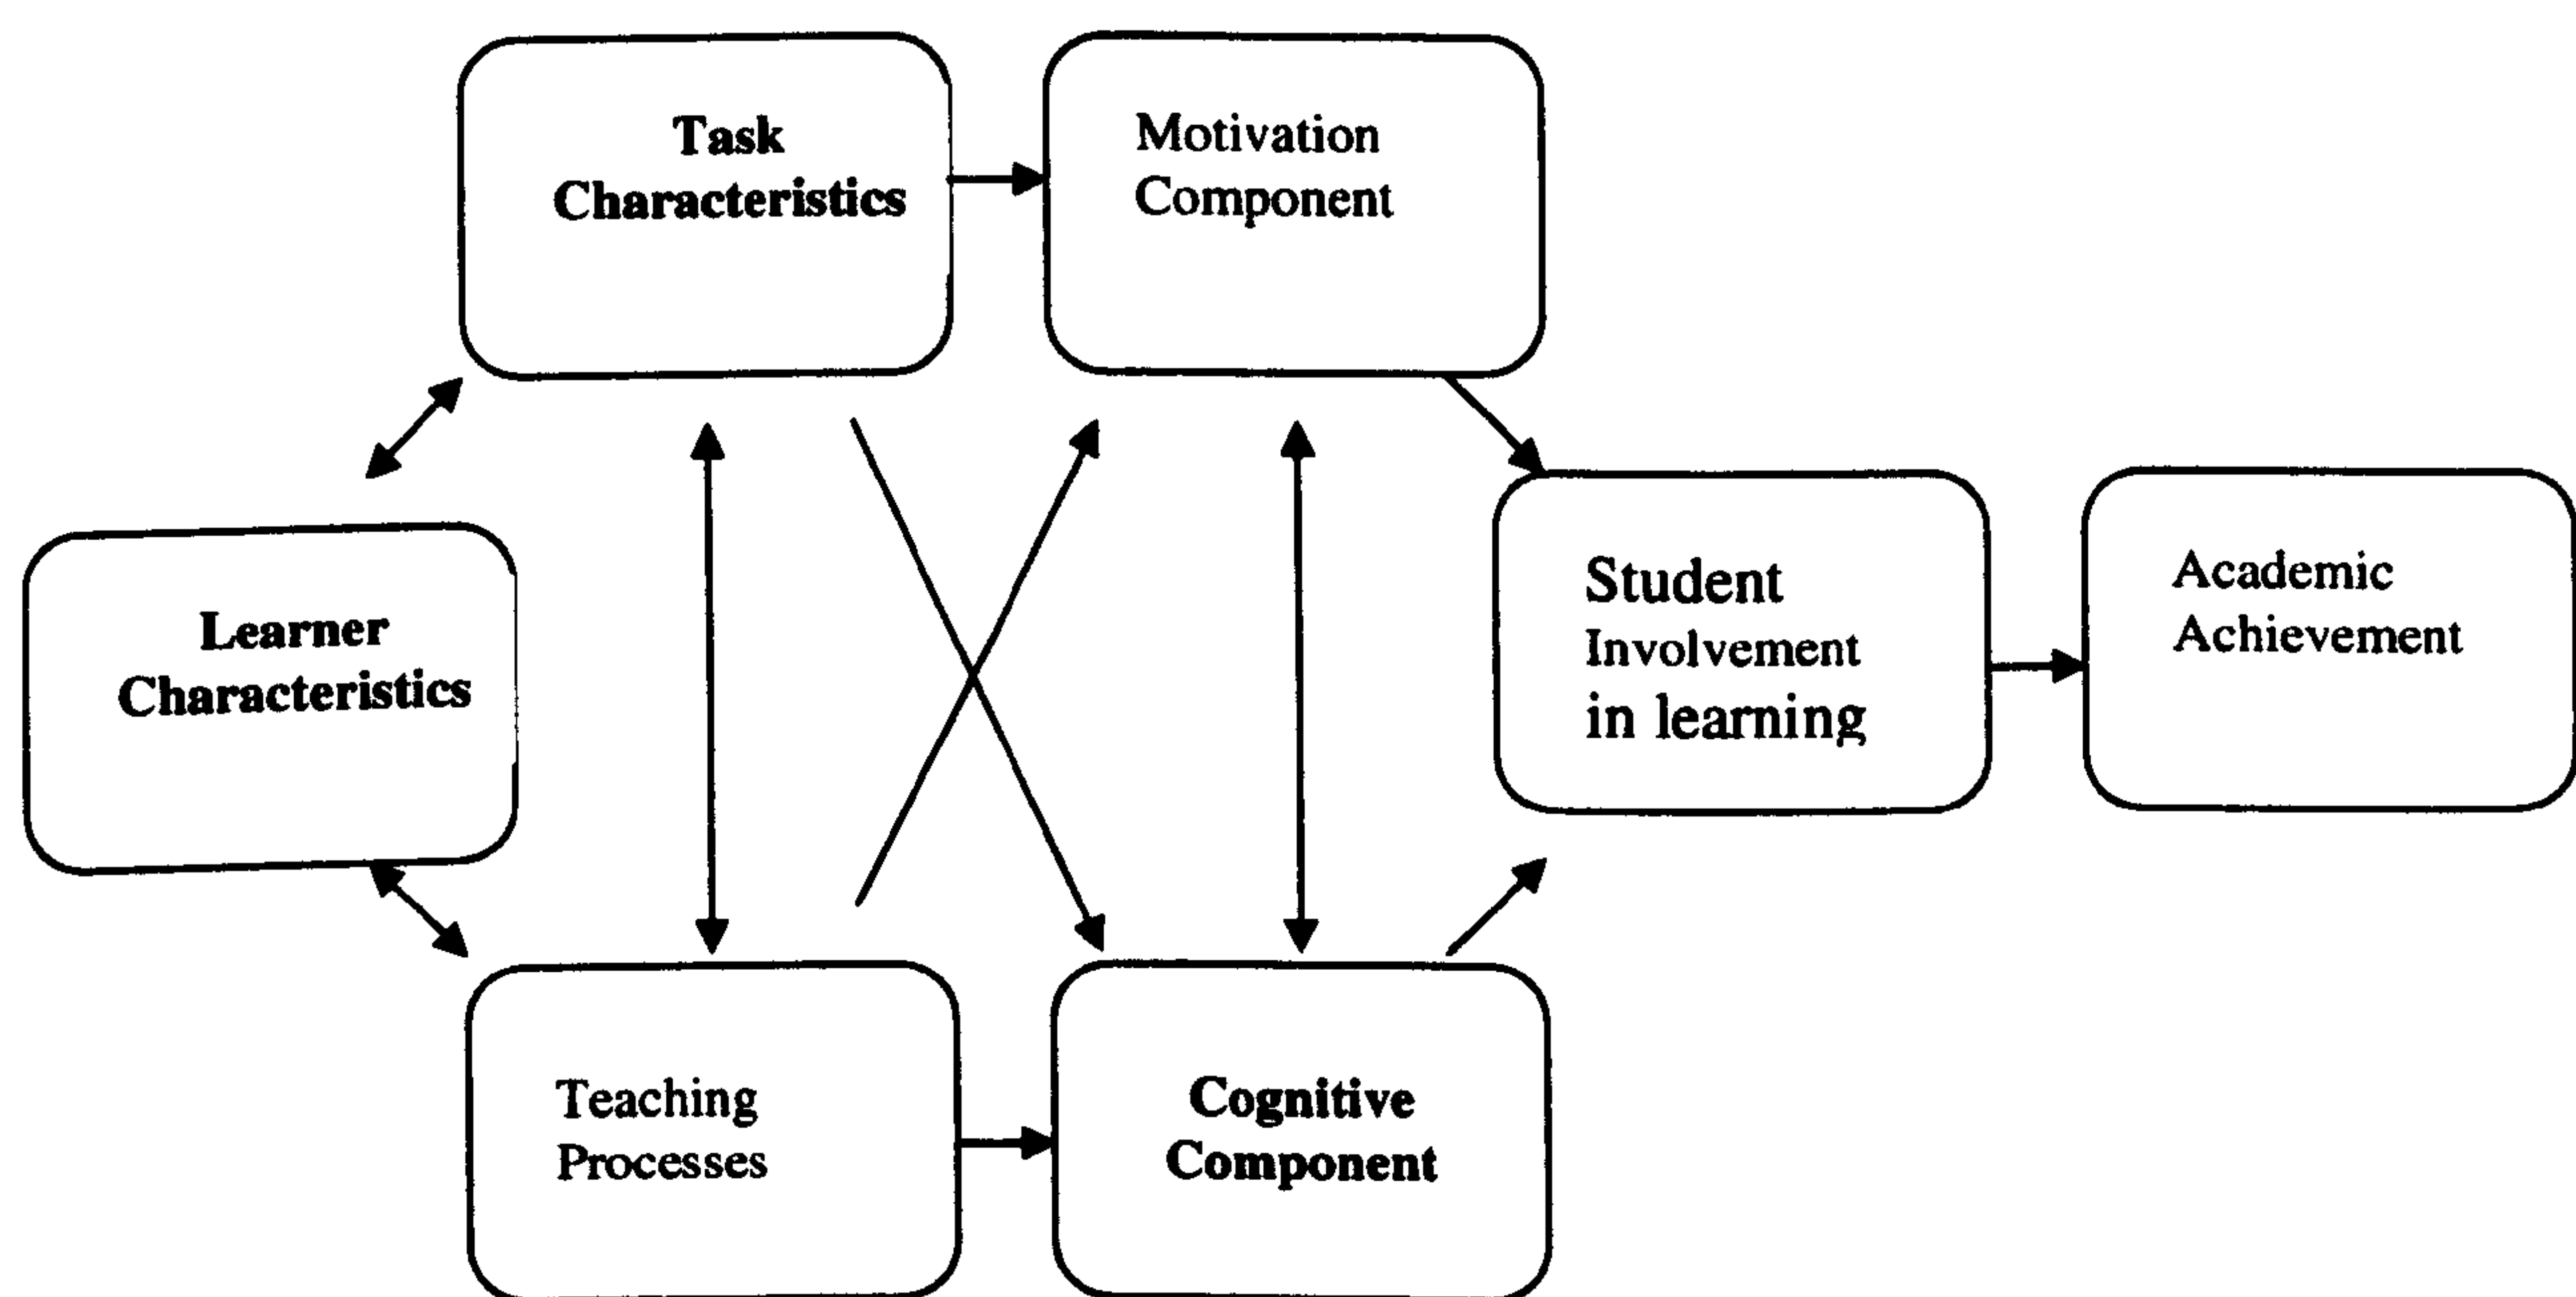 Task
Characteristics
Motivation
Component
Learner
Characteristics
Student
Involvement
in learning
Academic
Achievement
Teaching
Processes
Cognitive
Component